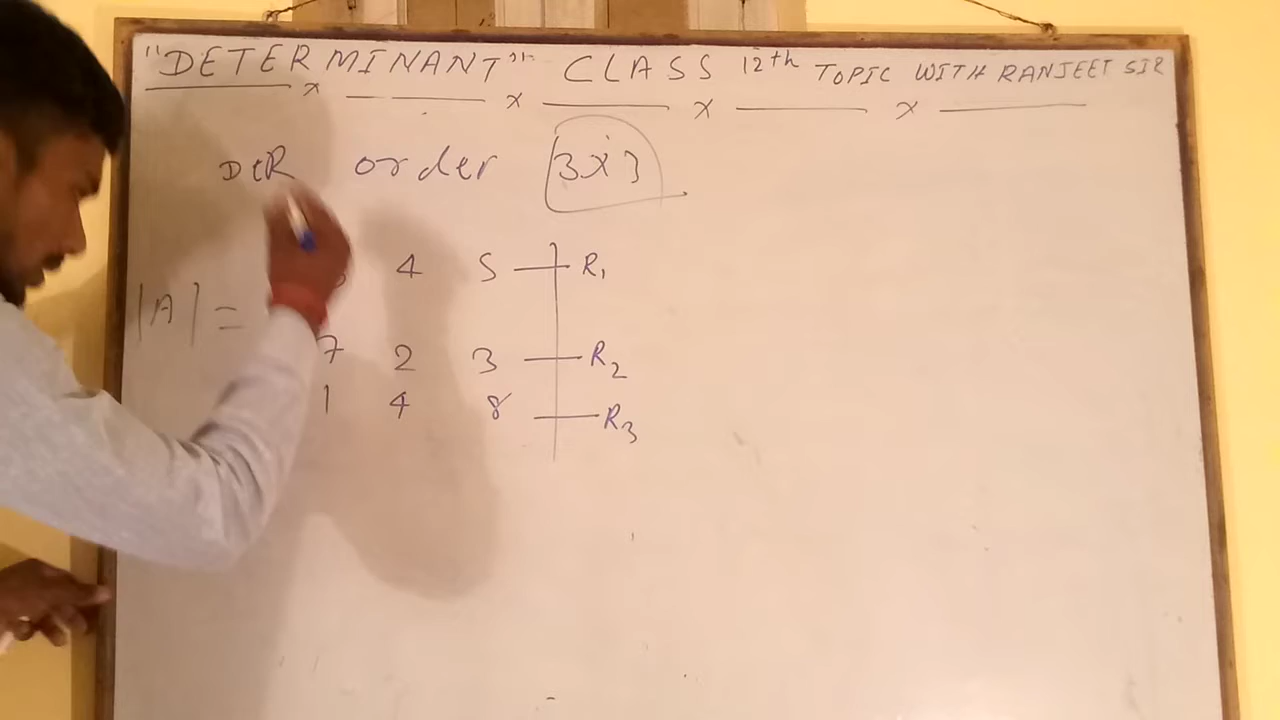 "DETERMINANT" CLASS 12th TOPIC WITH RANJEET SIR
x x x x
DER order 3x3
4 5 R1
|A| =
7 2 3 R2
1 4 8 R3